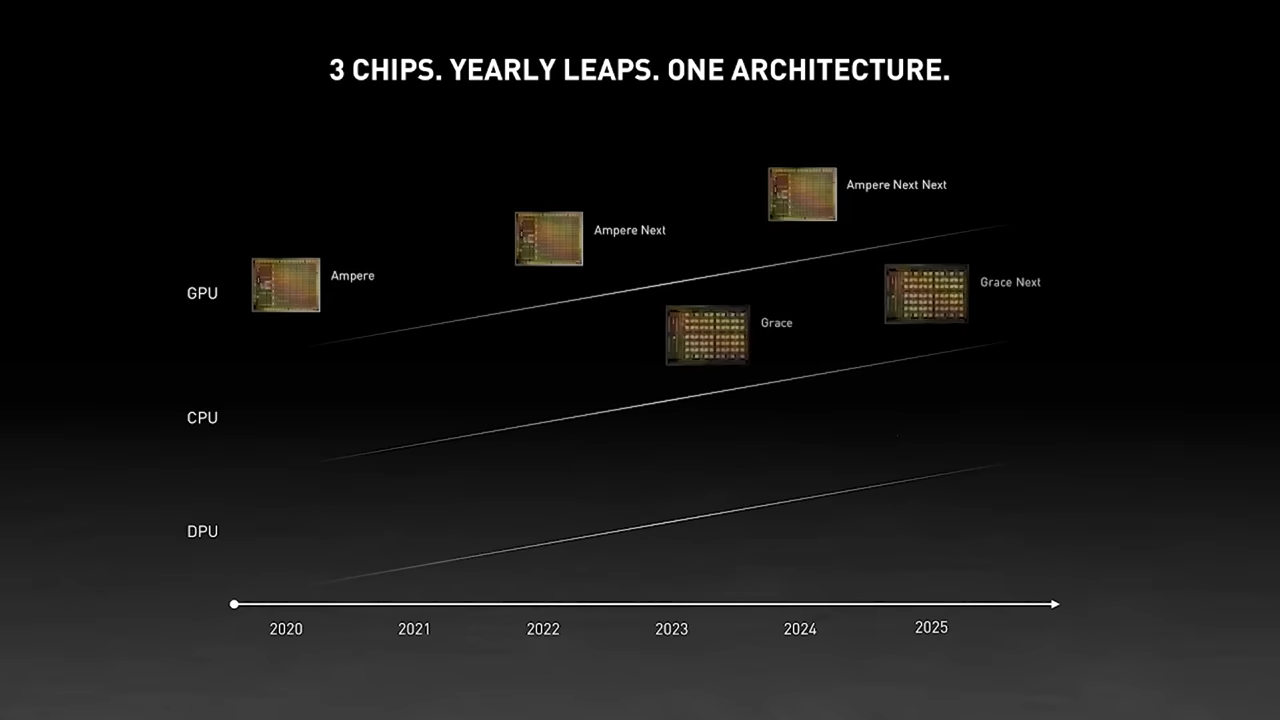 3 CHIPS. YEARLY LEAPS. ONE ARCHITECTURE.
Ampere Next Next
Ampere Next
Ampere
Grace Next
GPU
Grace
CPU
DPU
2020
2021
2022
2023
2024
2025